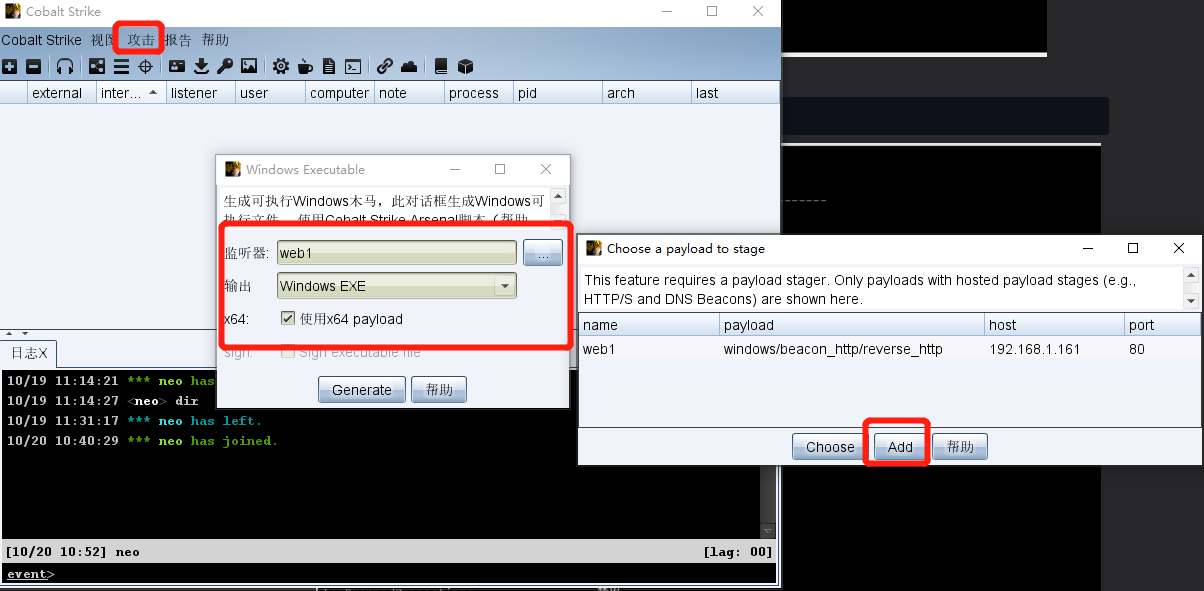 Cobalt Strike
Cobalt Strike 视图 攻击 报告 帮助
external inter... listener user computer note process pid arch last
Windows Executable
生成可执行Windows木马，此对话框生成Windows可
执行文件。 使用Cobalt Strike Arsenal脚本（帮助
监听器: web1 ...
输出 Windows EXE
x64: 使用x64 payload
sign: Sign executable file
Generate 帮助
Choose a payload to stage
This feature requires a payload stager. Only payloads with hosted payload stages (e.g.,
HTTP/S and DNS Beacons) are shown here.
name payload host port
web1 windows/beacon_http/reverse_http 192.168.1.161 80
Choose Add 帮助
日志X
10/19 11:14:21 *** neo has
10/19 11:14:27 <neo> dir
10/19 11:31:17 *** neo has left.
10/20 10:40:29 *** neo has joined.
[10/20 10:52] neo [lag: 00]
event>